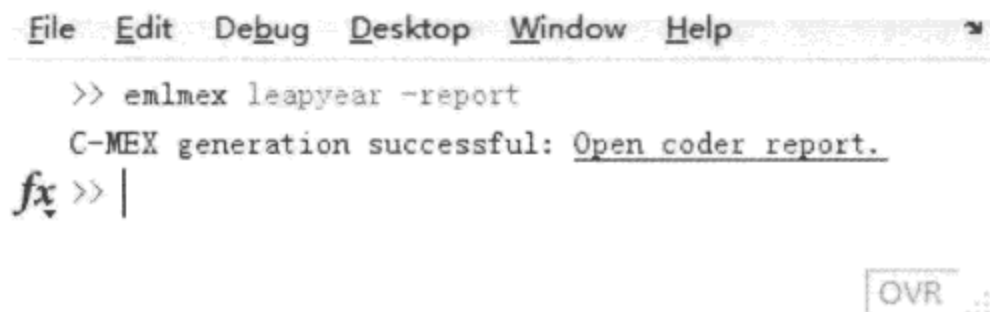 File Edit Debug Desktop Window Help
>> emlmex leapyear -report
C-MEX generation successful: Open coder report.
fx >>
OVR